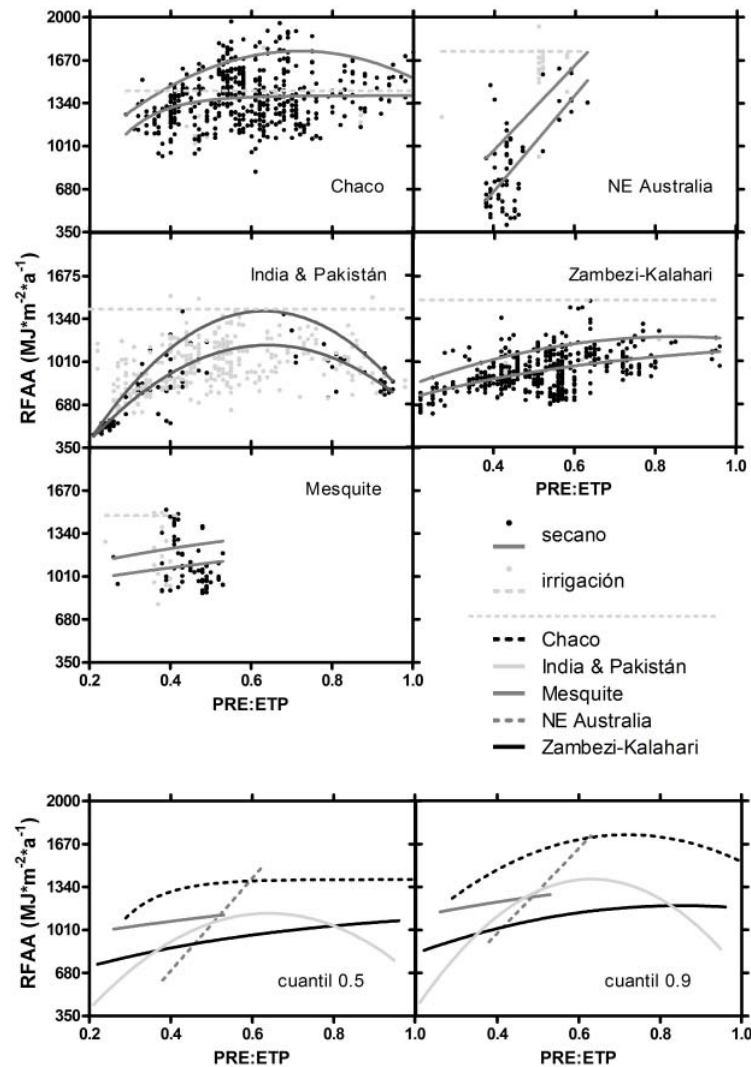 2000
1670
1340
1010
680
350
Chaco
NE Australia
1675
1340
1010
680
350
India & Pakistán
Zambezi-Kalahari
RFAA (MJ*m⁻²*a⁻¹)
0.4 0.6 0.8 1.0
PRE:ETP
1670
1340
1010
680
350
Mesquite
0.2 0.4 0.6 0.8 1.0
PRE:ETP
secano
irrigación
Chaco
India & Pakistán
Mesquite
NE Australia
Zambezi-Kalahari
2000
1670
1340
1010
680
350
RFAA (MJ*m⁻²*a⁻¹)
cuantil 0.5
cuantil 0.9
0.2 0.4 0.6 0.8 1.0 0.4 0.6 0.8 1.0
PRE:ETP PRE:ETP